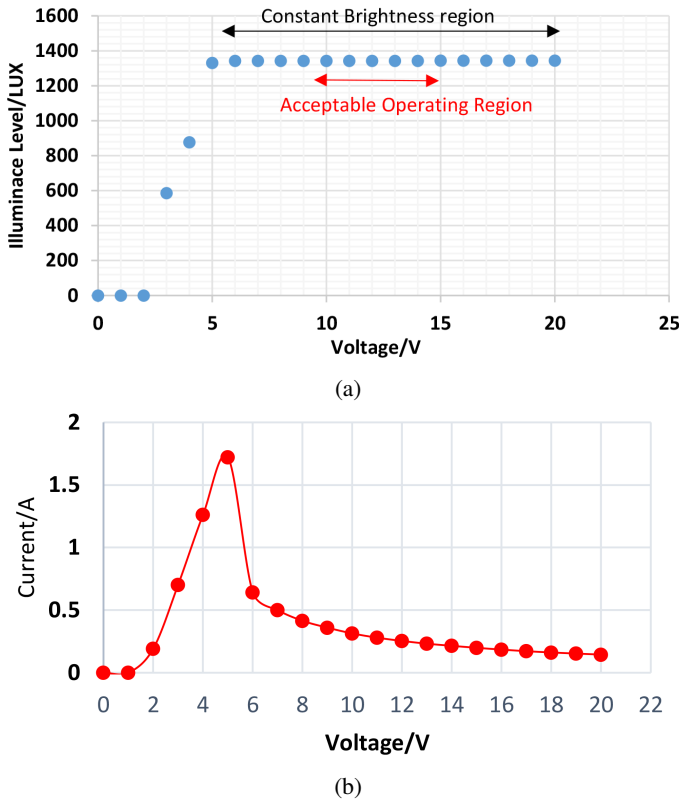 1600
Constant Brightness region
1400
1200
Acceptable Operating Region
1000
800
600
400
200
0
Illuminace Level/LUX
0 5 10 15 20 25
Voltage/V
(a)
2
1.5
1
0.5
0
Current/A
0 2 4 6 8 10 12 14 16 18 20 22
Voltage/V
(b)